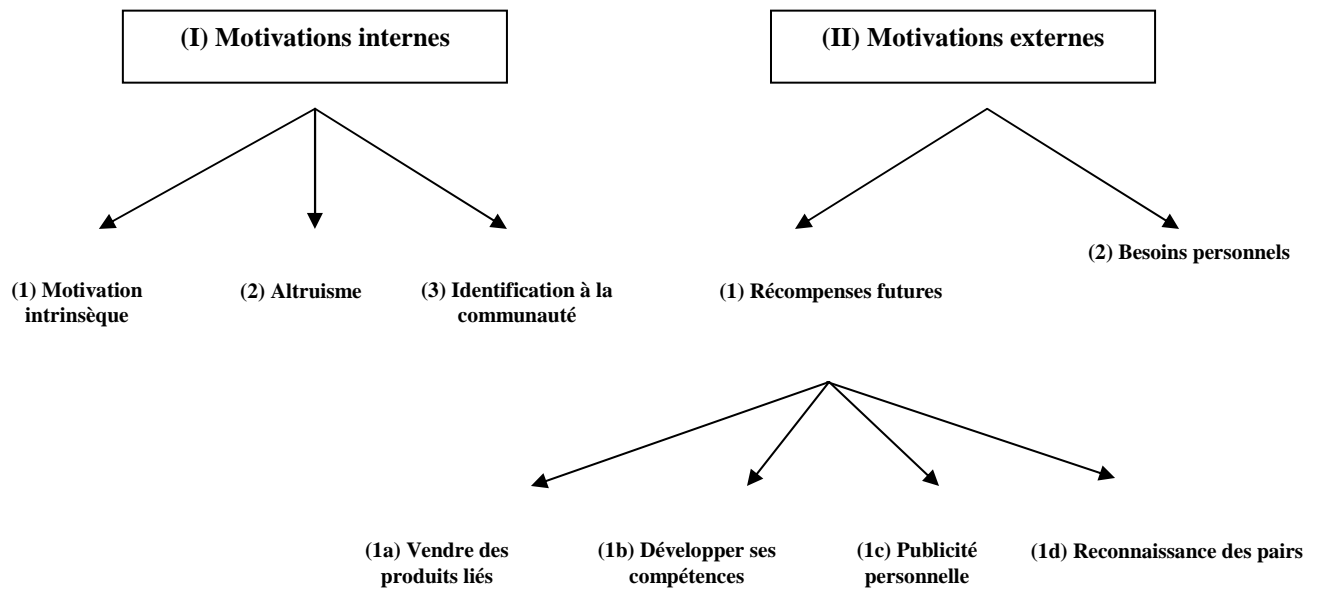 (I) Motivations internes
(II) Motivations externes
(2) Besoins personnels
(1) Motivation
intrinsèque
(2) Altruisme
(3) Identification à la
communauté
(1) Récompenses futures
(1a) Vendre des
produits liés
(1b) Développer ses
compétences
(1c) Publicité
personnelle
(1d) Reconnaissance des pairs